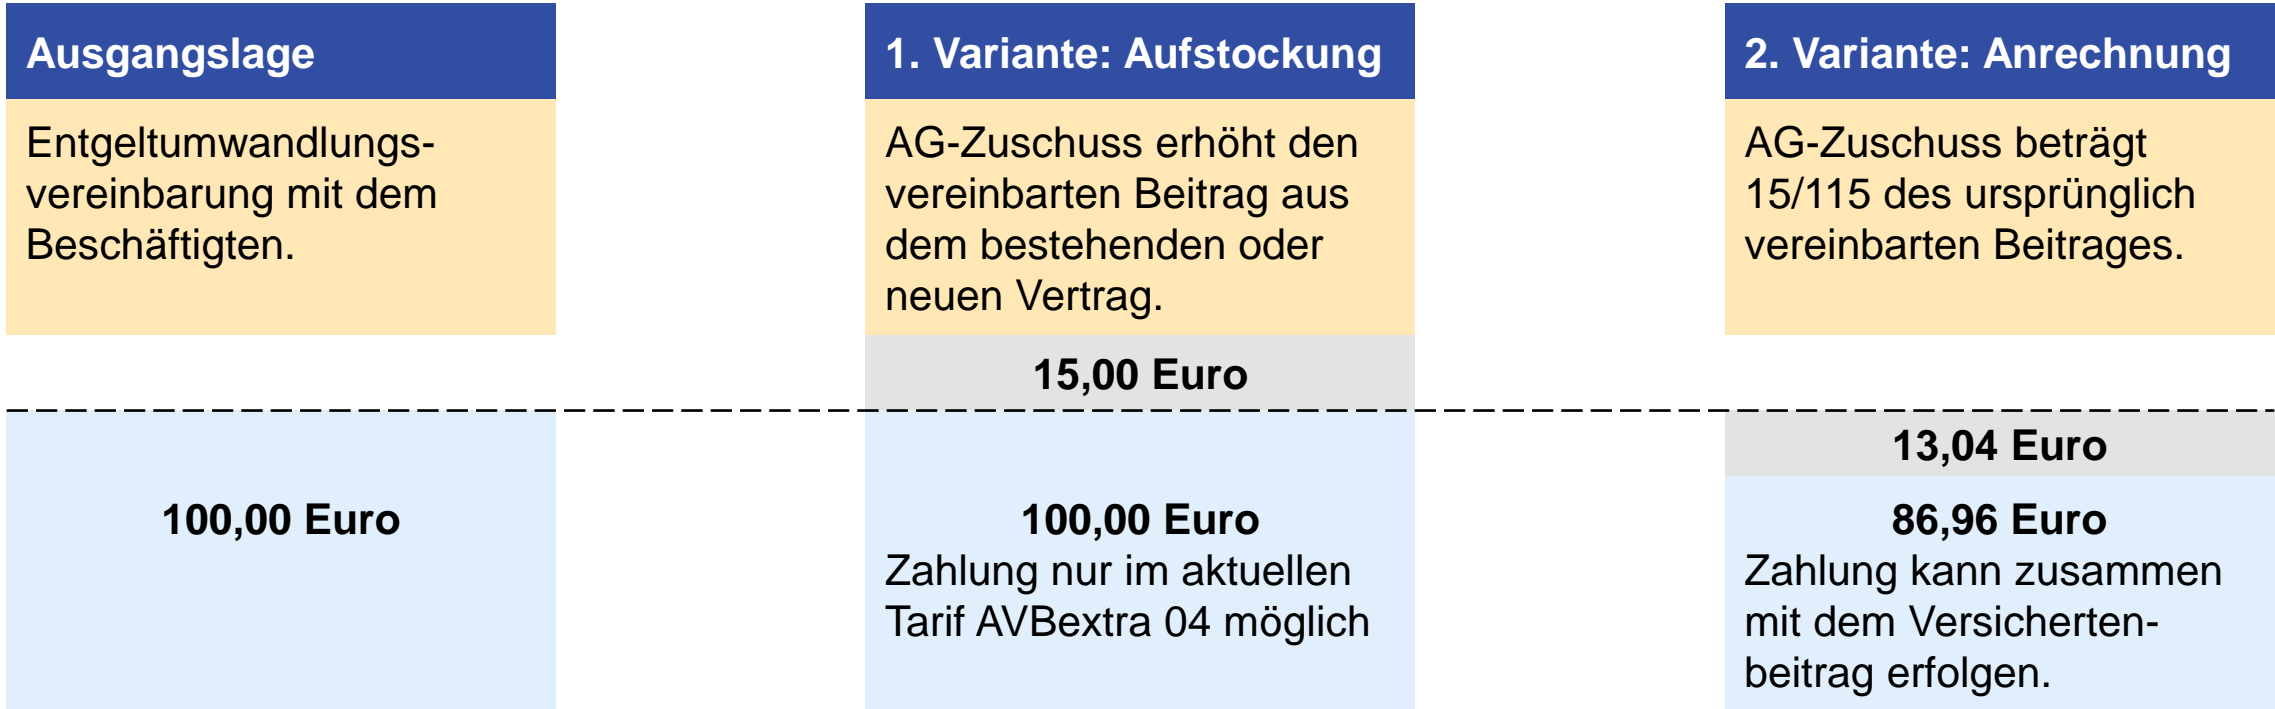 Ausgangslage
Entgeltumwandlungs-
vereinbarung mit dem
Beschäftigten.
100,00 Euro
1. Variante: Aufstockung
AG-Zuschuss erhöht den
vereinbarten Beitrag aus
dem bestehenden oder
neuen Vertrag.
15,00 Euro
100,00 Euro
Zahlung nur im aktuellen
Tarif AVBextra 04 möglich
2. Variante: Anrechnung
AG-Zuschuss beträgt
15/115 des ursprünglich
vereinbarten Beitrages.
13,04 Euro
86,96 Euro
Zahlung kann zusammen
mit dem Versicherten-
beitrag erfolgen.